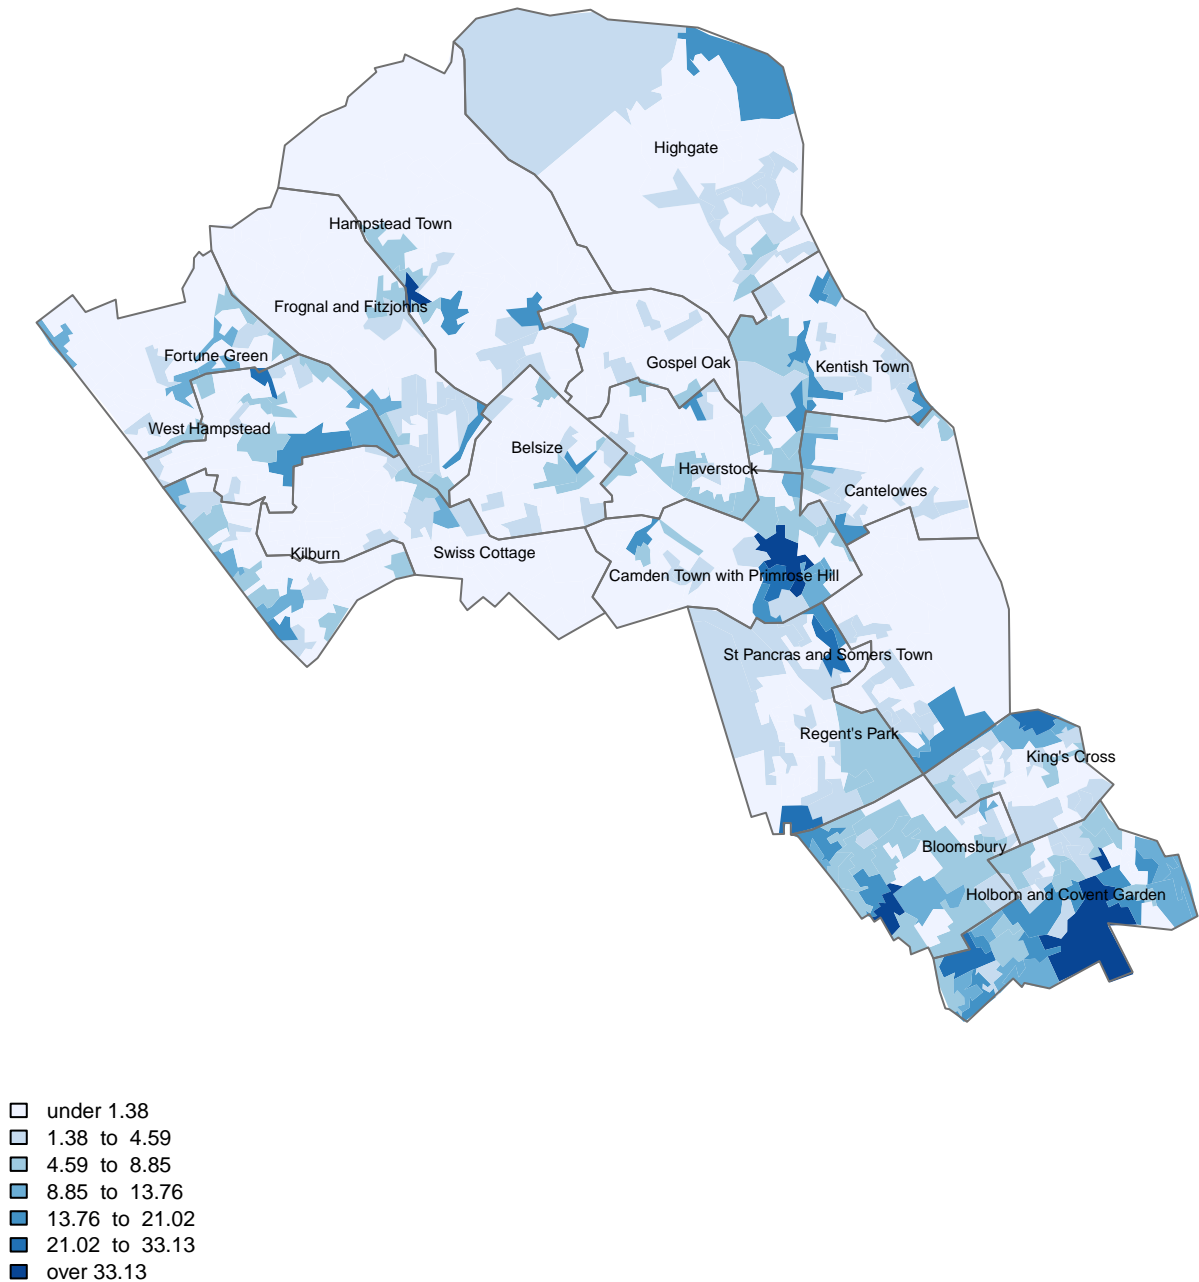 Highgate
Hampstead Town
Frognal and Fitzjohns
Fortune Green
Gospel Oak
Kentish Town
West Hampstead
Belsize
Haverstock
Cantelowes
Kilburn
Swiss Cottage
Camden Town with Primrose Hill
St Pancras and Somers Town
Regent's Park
King's Cross
Bloomsbury
Holborn and Covent Garden
under 1.38
1.38 to 4.59
4.59 to 8.85
8.85 to 13.76
13.76 to 21.02
21.02 to 33.13
over 33.13